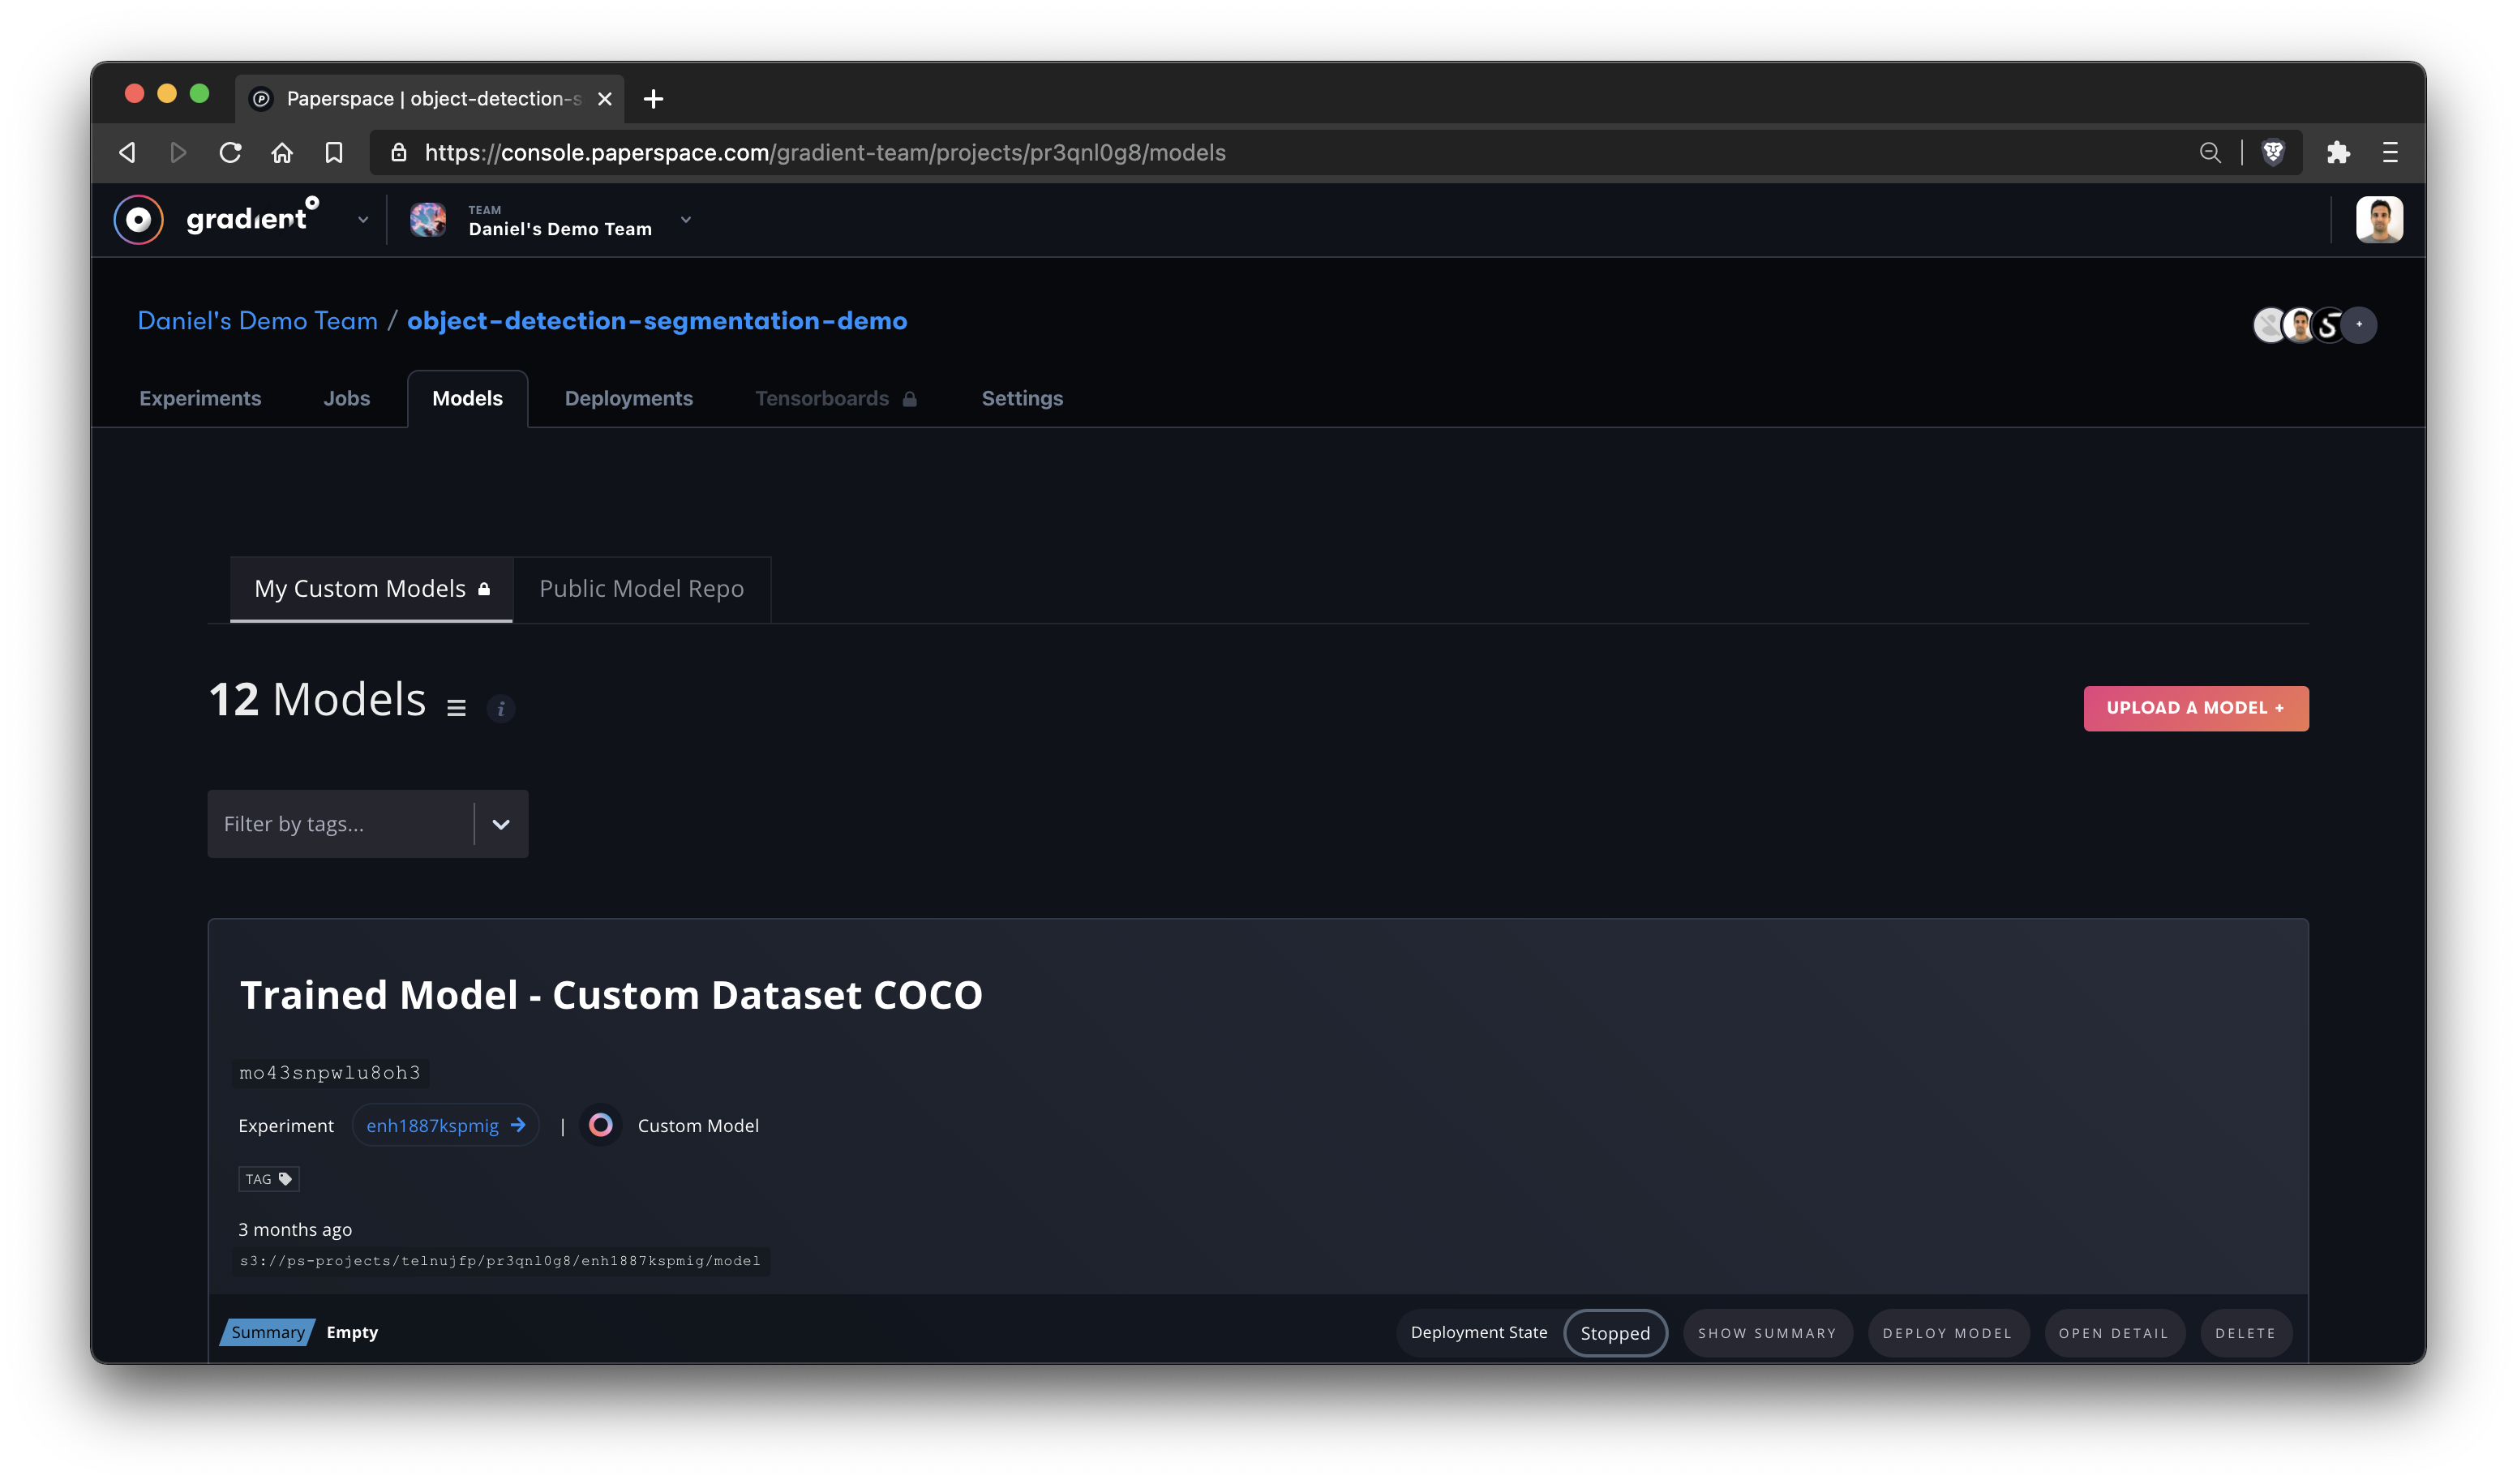 Paperspace | object-detection-s
https://console.paperspace.com/gradient-team/projects/pr3qnl0g8/models
gradient
TEAM
Daniel's Demo Team
Daniel's Demo Team / object-detection-segmentation-demo
Experiments Jobs Models Deployments Tensorboards Settings
My Custom Models Public Model Repo
12 Models
UPLOAD A MODEL +
Filter by tags...
Trained Model - Custom Dataset COCO
mo43snpwlu8oh3
Experiment enh1887kspmig → | Custom Model
TAG
3 months ago
s3://ps-projects/telnujfp/pr3qnl0g8/enh1887kspmig/model
Summary Empty Deployment State Stopped SHOW SUMMARY DEPLOY MODEL OPEN DETAIL DELETE